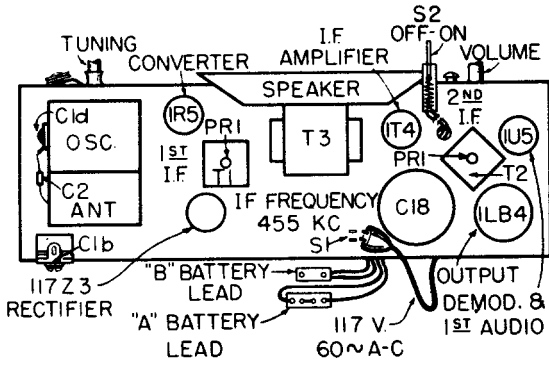 S2
OFF-ON
I.F.
AMPLIFIER
TUNING
VOLUME
CONVERTER
SPEAKER
2ND
I.F.
C1d
OSC.
1R5
1T4
1U5
PR1
1ST
I.F.
T1
T3
PR1
T2
C2
ANT
IF FREQUENCY
455 KC
C18
1LB4
S1
C1b
117Z3
RECTIFIER
"B" BATTERY
LEAD
"A" BATTERY
LEAD
117 V.
60~A-C
OUTPUT
DEMOD. &
1ST AUDIO